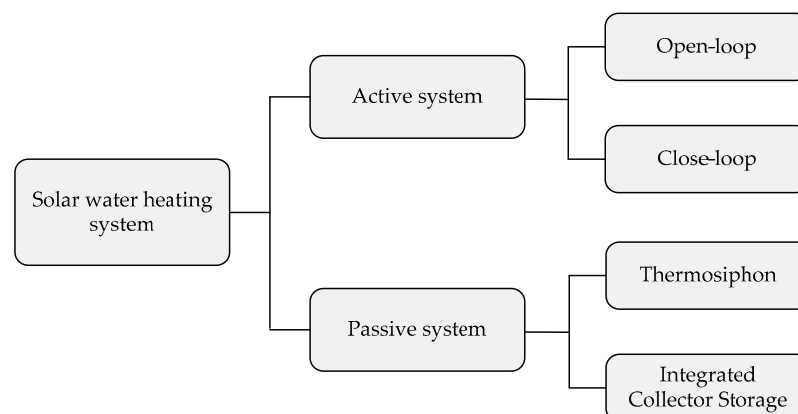 Open-loop
Active system
Close-loop
Solar water heating
system
Thermosiphon
Passive system
Integrated
Collector Storage